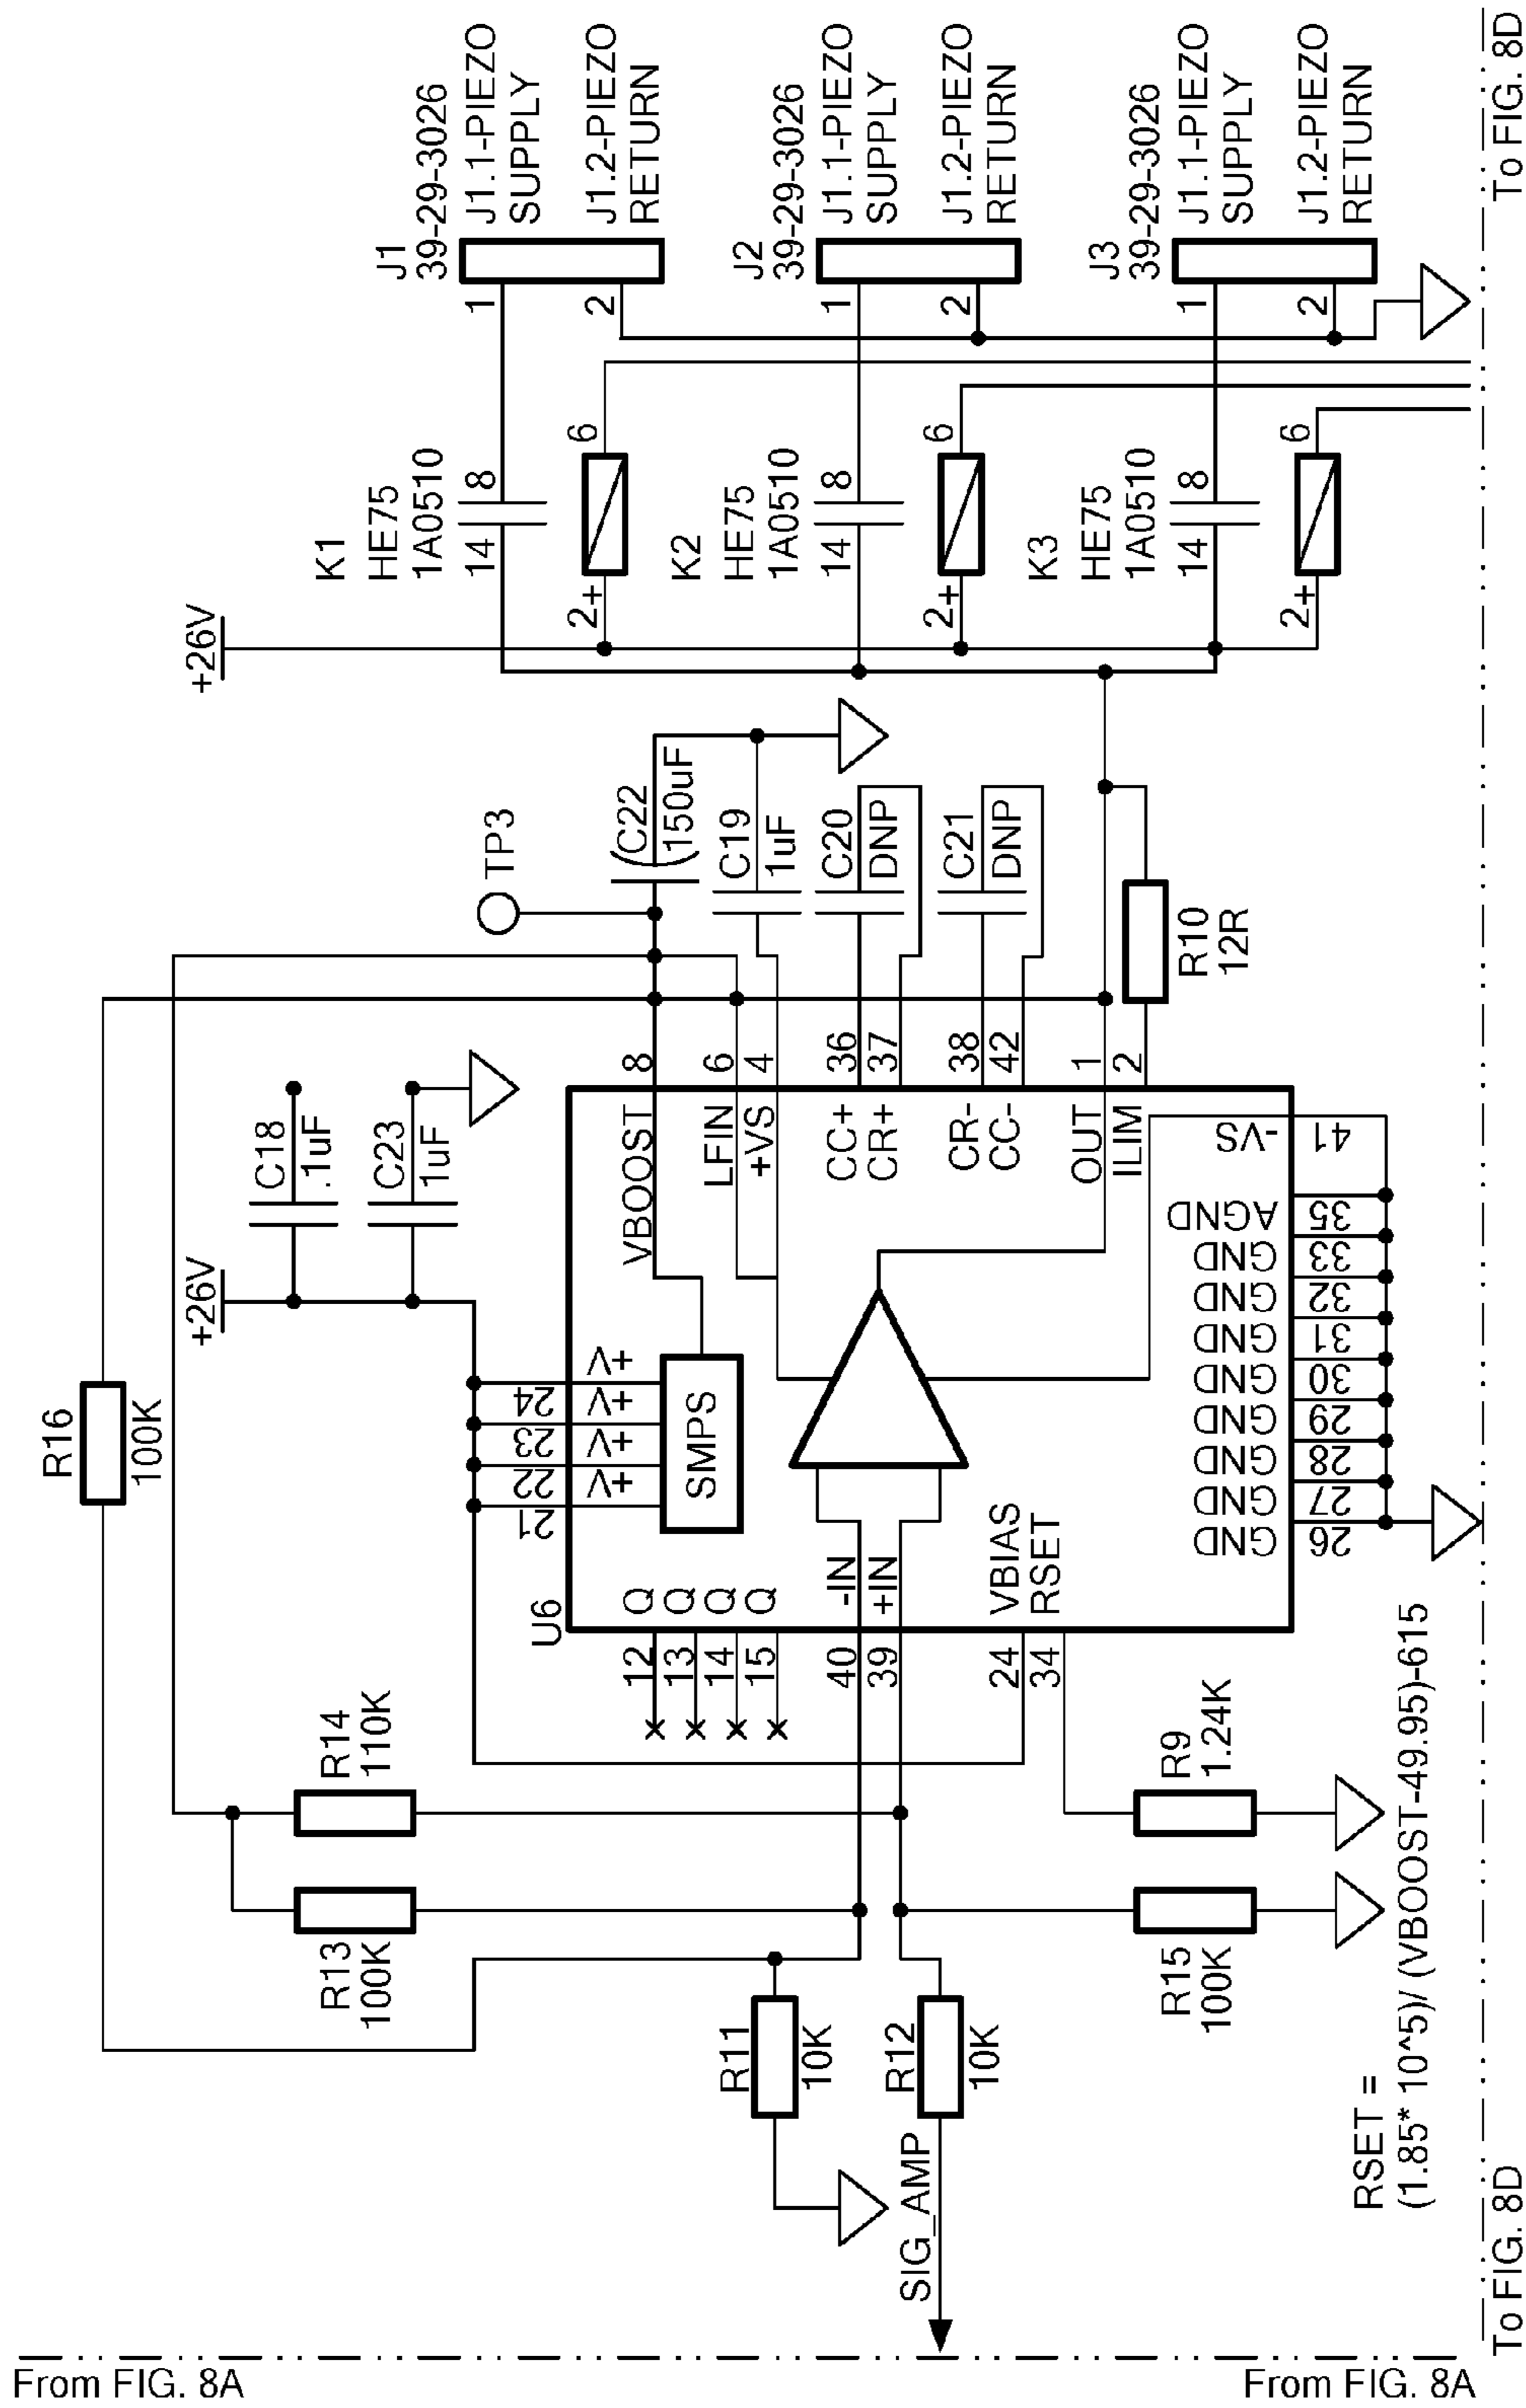 From FIG. 8A
From FIG. 8A
To FIG. 8D
To FIG. 8D
R16
100K
+26V
C18
.1uF
C23
1uF
R14
110K
R13
100K
R11
10K
R12
10K
SIG_AMP
R15
100K
R9
1.24K
RSET =
(1.85* 10^5)/ (VBOOST-49.95)-615
U6
12
13
14
15
40
39
24
34
Q
Q
Q
Q
-IN
+IN
VBIAS
RSET
21
22
23
24
+V
+V
+V
+V
SMPS
VBOOST
LFIN
+VS
CC+
CR+
CR-
CC-
OUT
ILIM
8
6
4
36
37
38
42
1
2
-VS
AGND
GND
GND
GND
GND
GND
GND
GND
GND
41
35
33
32
31
30
29
28
27
26
TP3
C22
150uF
C19
1uF
C20
DNP
C21
DNP
R10
12R
+26V
K1
HE75
1A0510
14
8
2+
6
K2
HE75
1A0510
14
8
2+
6
K3
HE75
1A0510
14
8
2+
6
J1
39-29-3026
1
2
J1.1-PIEZO
SUPPLY
J1.2-PIEZO
RETURN
J2
39-29-3026
1
2
J1.1-PIEZO
SUPPLY
J1.2-PIEZO
RETURN
J3
39-29-3026
1
2
J1.1-PIEZO
SUPPLY
J1.2-PIEZO
RETURN